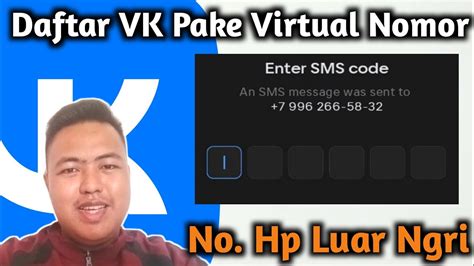 Daftar VK Pake Virtual Nomor
Enter SMS code
An SMS message was sent to
+7 996 266-58-32
No. Hp Luar Ngri